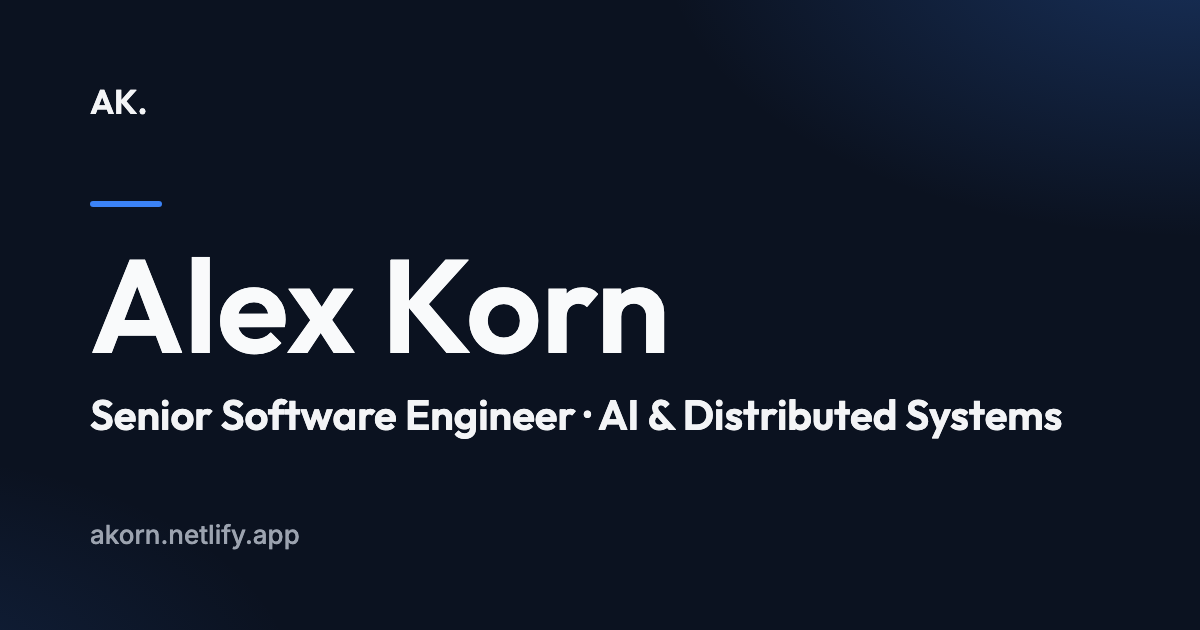 AK.
Alex Korn
Senior Software Engineer · AI & Distributed Systems
akorn.netlify.app